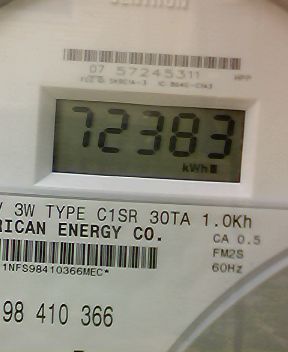 07 57245311 HPP
72383
kWh
V 3W TYPE C1SR 30TA 1.0Kh
RICAN ENERGY CO.
CA 0.5
FM2S
60Hz
1NFS98410366MEC*
98 410 366